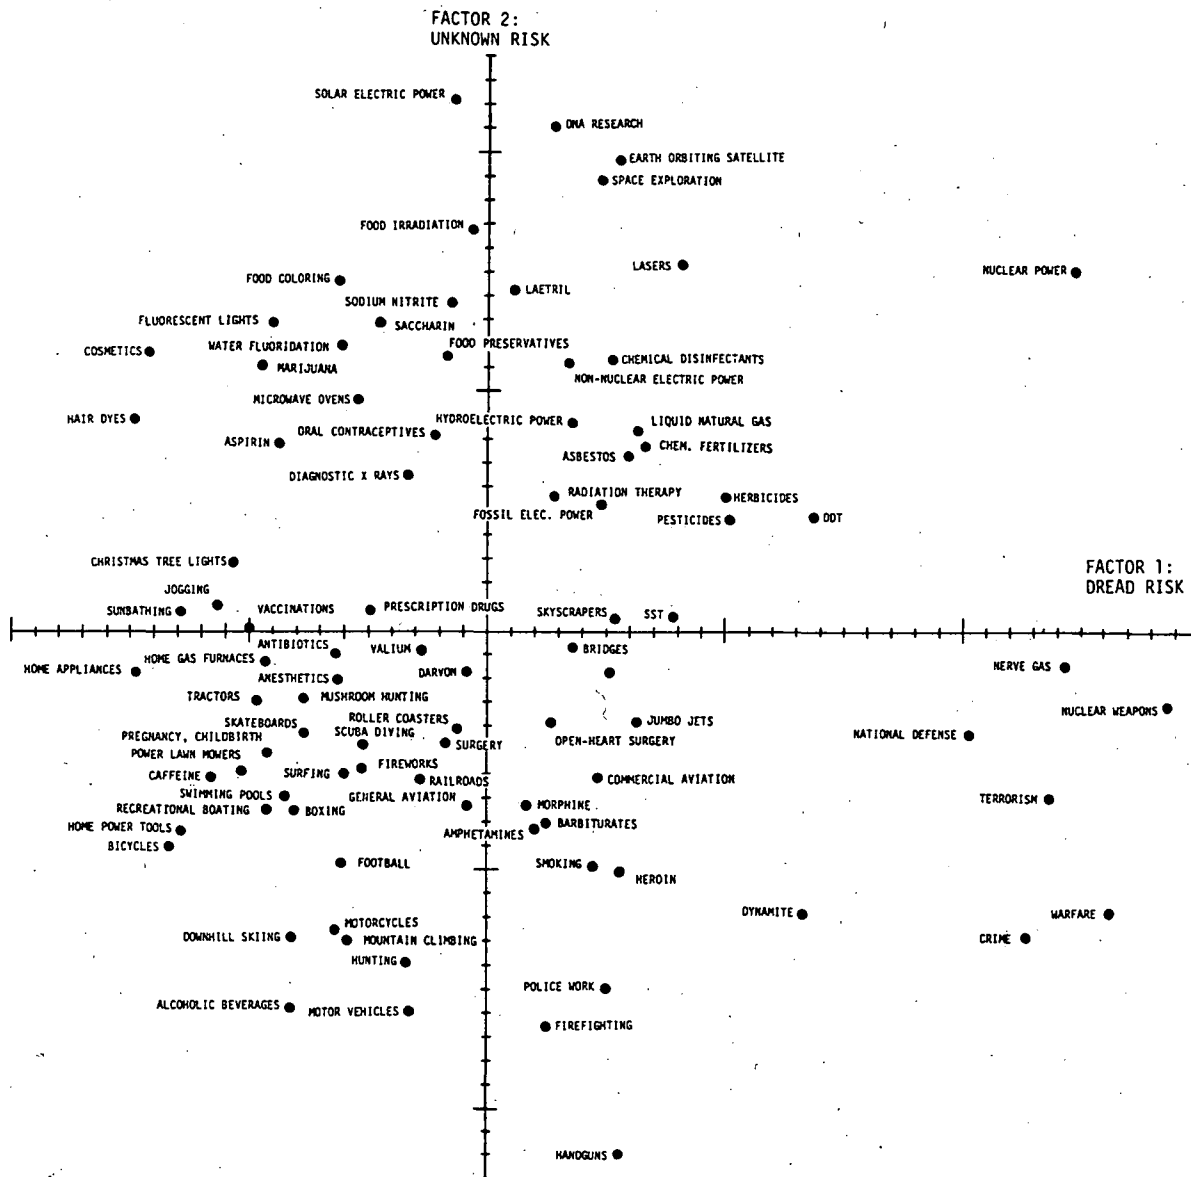 FACTOR 2:
UNKNOWN RISK
SOLAR ELECTRIC POWER
DNA RESEARCH
EARTH ORBITING SATELLITE
SPACE EXPLORATION
FOOD IRRADIATION
LASERS
NUCLEAR POWER
FOOD COLORING
LAETRIL
SODIUM NITRITE
FLUORESCENT LIGHTS
SACCHARIN
WATER FLUORIDATION
FOOD PRESERVATIVES
COSMETICS
MARIJUANA
CHEMICAL DISINFECTANTS
NON-NUCLEAR ELECTRIC POWER
MICROWAVE OVENS
HAIR DYES
HYDROELECTRIC POWER
LIQUID NATURAL GAS
ORAL CONTRACEPTIVES
ASPIRIN
CHEM. FERTILIZERS
ASBESTOS
DIAGNOSTIC X RAYS
RADIATION THERAPY
HERBICIDES
FOSSIL ELEC. POWER
PESTICIDES
DDT
CHRISTMAS TREE LIGHTS
FACTOR 1:
DREAD RISK
JOGGING
SUNBATHING
VACCINATIONS
PRESCRIPTION DRUGS
SKYSCRAPERS
SST
ANTIBIOTICS
VALIUM
BRIDGES
HOME GAS FURNACES
HOME APPLIANCES
ANESTHETICS
DARVON
NERVE GAS
TRACTORS
MUSHROOM HUNTING
NUCLEAR WEAPONS
SKATEBOARDS
ROLLER COASTERS
JUMBO JETS
PREGNANCY, CHILDBIRTH
SCUBA DIVING
SURGERY
OPEN-HEART SURGERY
NATIONAL DEFENSE
POWER LAWN MOWERS
FIREWORKS
CAFFEINE
SURFING
RAILROADS
COMMERCIAL AVIATION
SWIMMING POOLS
GENERAL AVIATION
TERRORISM
RECREATIONAL BOATING
BOXING
MORPHINE
HOME POWER TOOLS
BARBITURATES
AMPHETAMINES
BICYCLES
FOOTBALL
SMOKING
HEROIN
DYNAMITE
WARFARE
MOTORCYCLES
DOWNHILL SKIING
MOUNTAIN CLIMBING
CRIME
HUNTING
POLICE WORK
ALCOHOLIC BEVERAGES
MOTOR VEHICLES
FIREFIGHTING
HANDGUNS